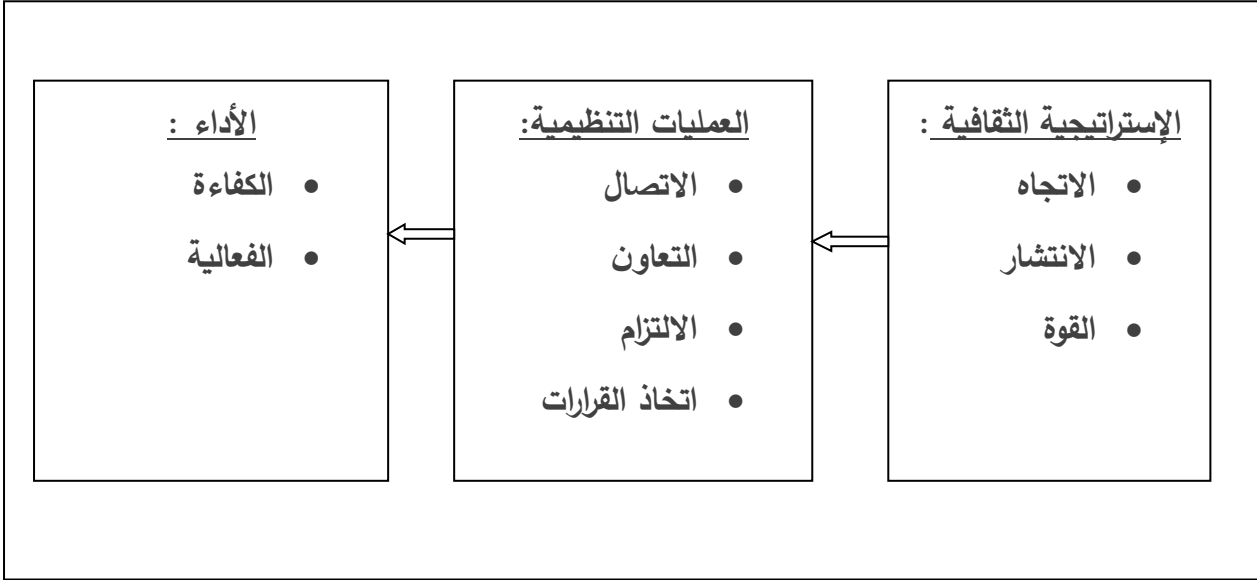 الإستراتيجية الثقافية :
• الاتجاه
• الانتشار
• القوة
العمليات التنظيمية:
• الاتصال
• التعاون
• الالتزام
• اتخاذ القرارات
الأداء :
• الكفاءة
• الفعالية